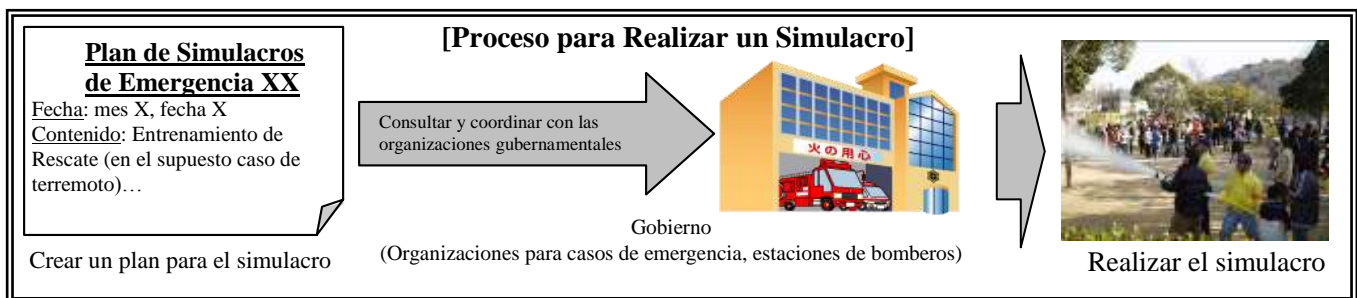 [Proceso para Realizar un Simulacro]
Plan de Simulacros
de Emergencia XX
Fecha: mes X, fecha X
Contenido: Entrenamiento de
Rescate (en el supuesto caso de
terremoto)…
Crear un plan para el simulacro
Consultar y coordinar con las
organizaciones gubernamentales
火の用心
Gobierno
(Organizaciones para casos de emergencia, estaciones de bomberos)
Realizar el simulacro